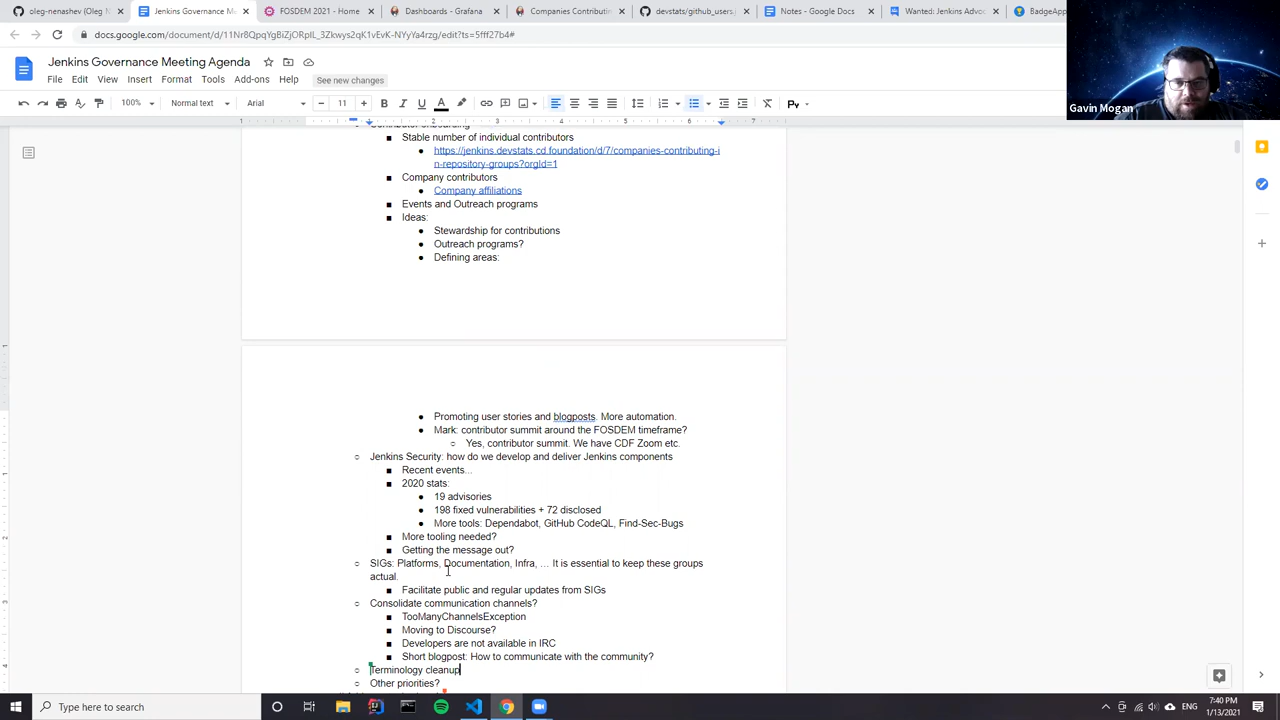 oleg-nenashev (Oleg N
Jenkins Governance Me
FOSDEM 2021 - Home
Dashboards - Grafana
Companies Contributin
devstats/github_users.p
Notes - Google Docs
Wanted: Jenkins Advoc
BadgeApp
docs.google.com/document/d/11Nr8QpqYgBiZjORpIL_3Zkwys2qK1vEvK-NYyYa4rzg/edit?ts=5fff27b4#
Jenkins Governance Meeting Agenda
File Edit View Insert Format Tools Add-ons Help See new changes
100% Normal text Arial 11
Gavin Mogan
1 2 3 4 5 6 7
Contributor onboarding
Stable number of individual contributors
https://jenkins.devstats.cd.foundation/d/7/companies-contributing-i
n-repository-groups?orgId=1
Company contributors
Company affiliations
Events and Outreach programs
Ideas:
Stewardship for contributions
Outreach programs?
Defining areas:
Promoting user stories and blogposts. More automation.
Mark: contributor summit around the FOSDEM timeframe?
Yes, contributor summit. We have CDF Zoom etc.
Jenkins Security: how do we develop and deliver Jenkins components
Recent events...
2020 stats:
19 advisories
198 fixed vulnerabilities + 72 disclosed
More tools: Dependabot, GitHub CodeQL, Find-Sec-Bugs
More tooling needed?
Getting the message out?
SIGs: Platforms, Documentation, Infra, ... It is essential to keep these groups
actual.
Facilitate public and regular updates from SIGs
Consolidate communication channels?
TooManyChannelsException
Moving to Discourse?
Developers are not available in IRC
Short blogpost: How to communicate with the community?
Terminology cleanup
Other priorities?
Type here to search
ENG
7:40 PM
1/13/2021